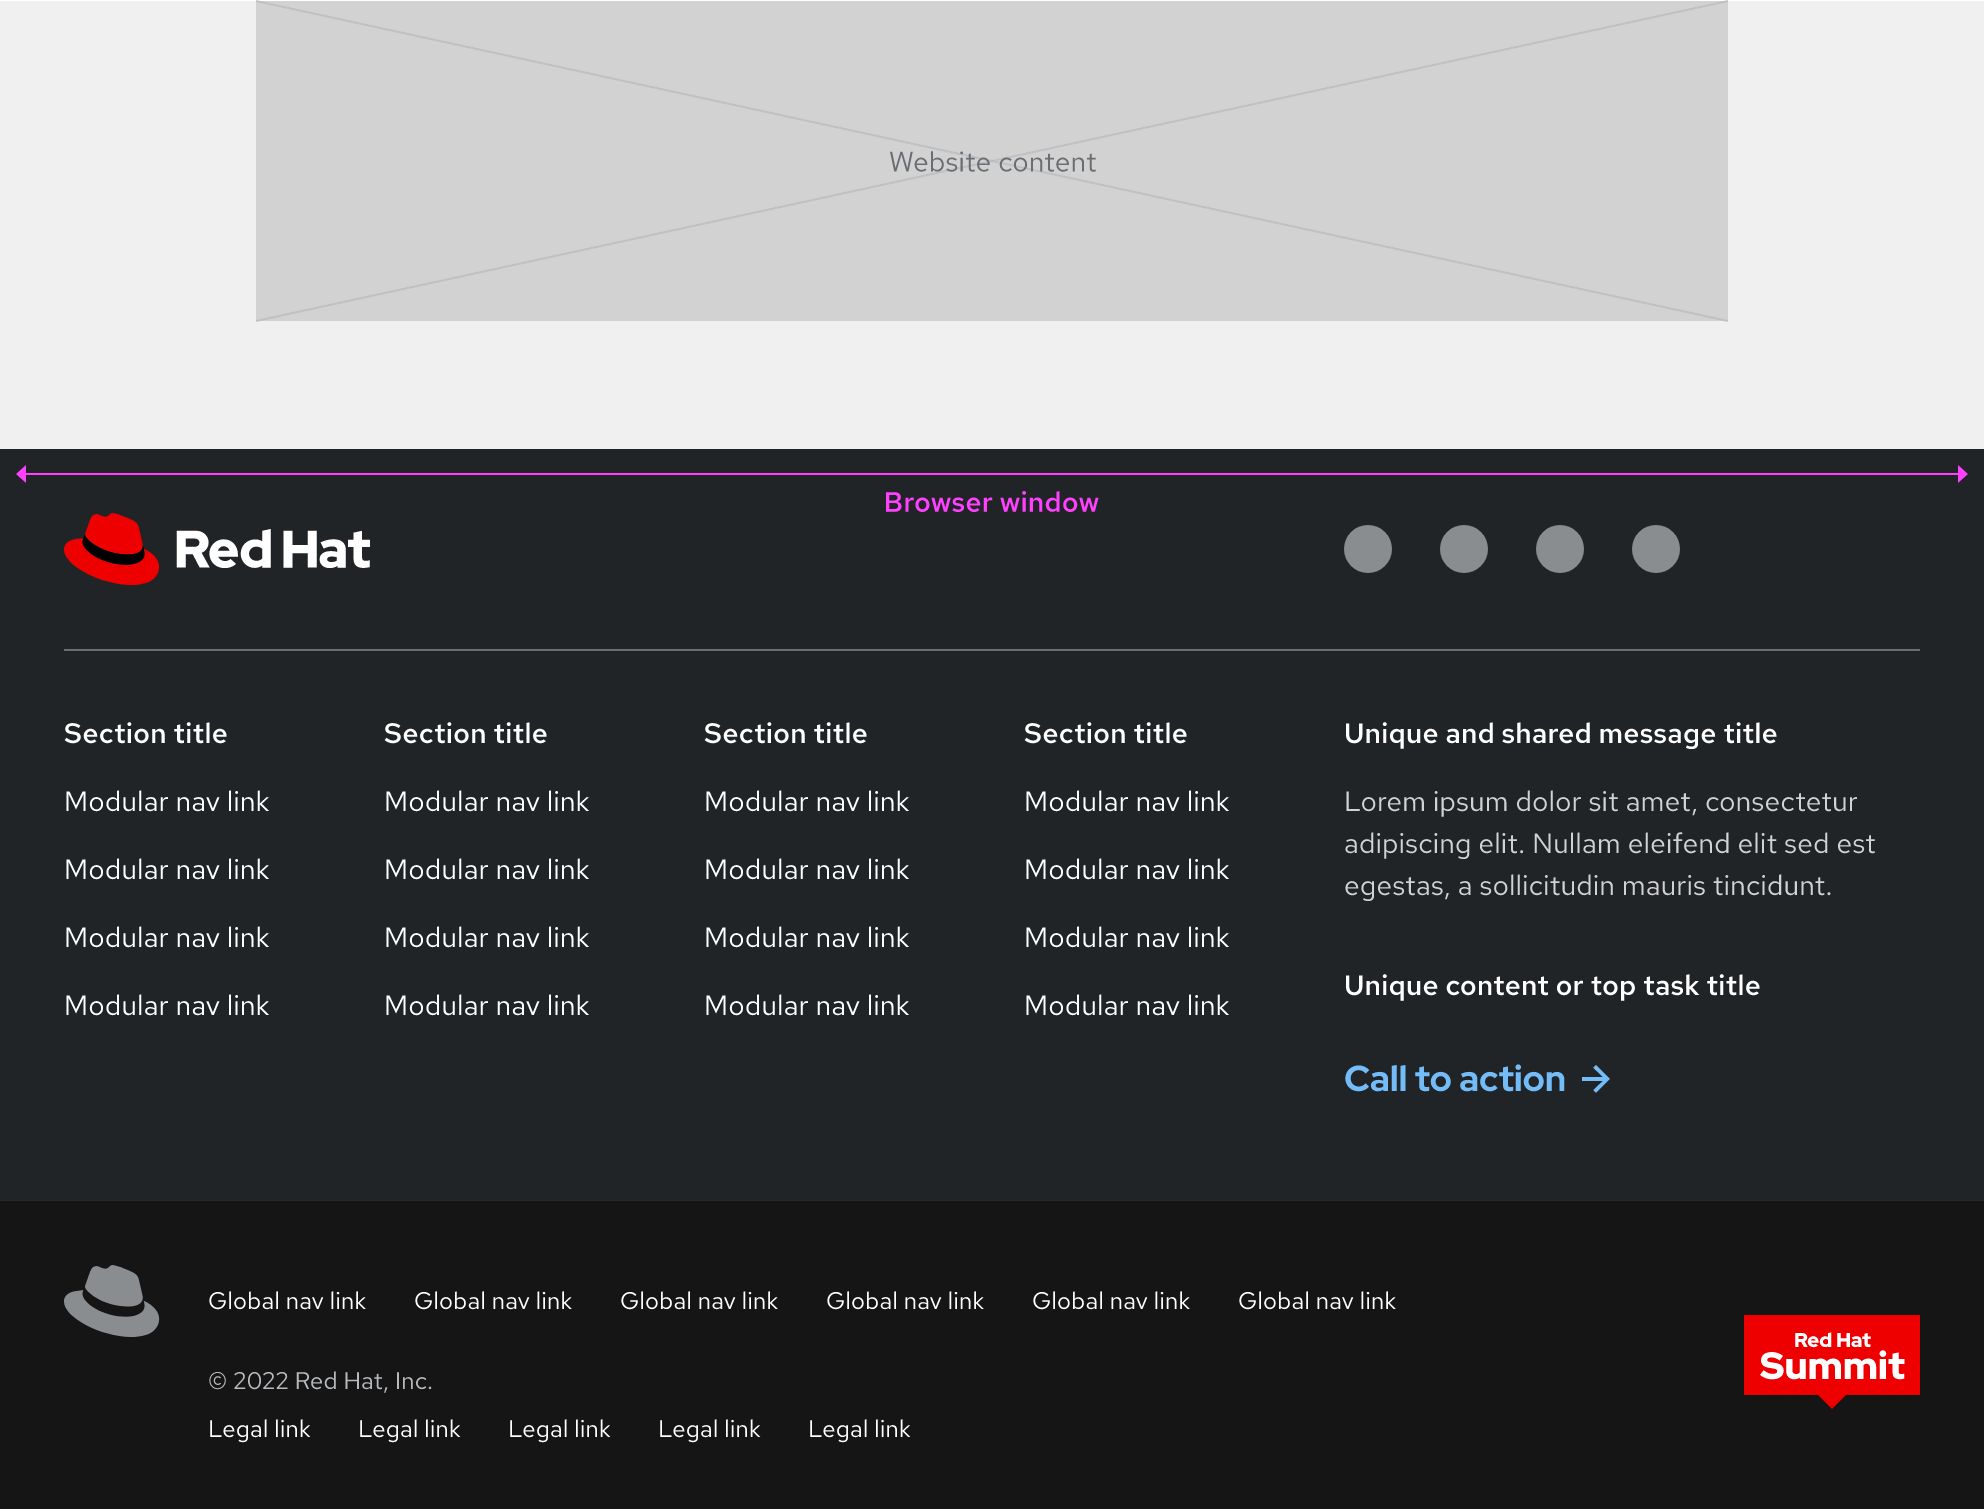 Website content
Browser window
Red Hat
Section title
Modular nav link
Modular nav link
Modular nav link
Modular nav link
Section title
Modular nav link
Modular nav link
Modular nav link
Modular nav link
Section title
Modular nav link
Modular nav link
Modular nav link
Modular nav link
Section title
Modular nav link
Modular nav link
Modular nav link
Modular nav link
Unique and shared message title
Lorem ipsum dolor sit amet, consectetur
adipiscing elit. Nullam eleifend elit sed est
egestas, a sollicitudin mauris tincidunt.
Unique content or top task title
Call to action →
Global nav link Global nav link Global nav link Global nav link Global nav link Global nav link
© 2022 Red Hat, Inc.
Legal link Legal link Legal link Legal link Legal link
Red Hat
Summit